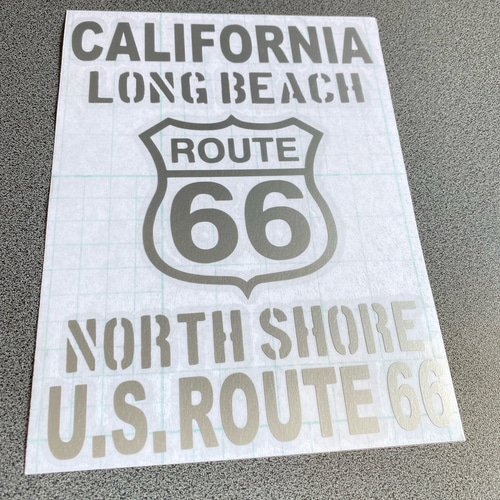 CALIFORNIA
LONG BEACH
ROUTE
66
NORTH SHORE
U.S. ROUTE 66